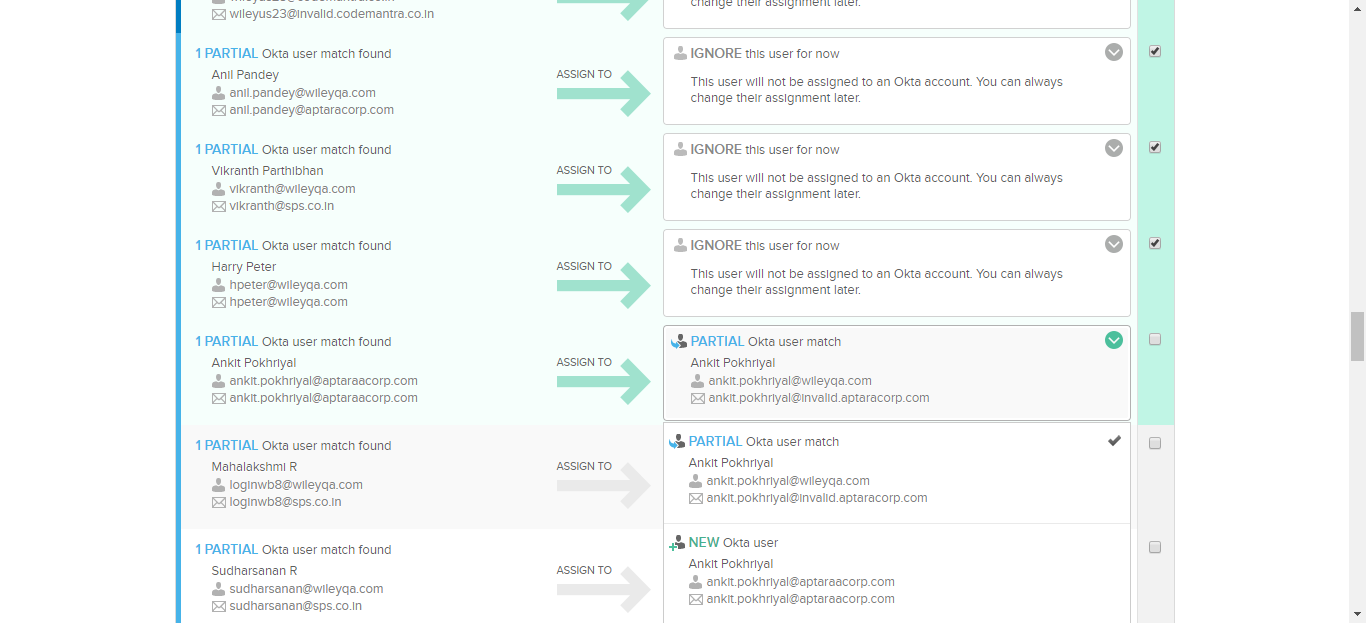 wileyus23@invalid.codemantra.co.in
change their assignment later.
1 PARTIAL Okta user match found
Anil Pandey
anil.pandey@wileyqa.com
anil.pandey@aptaracorp.com
ASSIGN TO
IGNORE this user for now
This user will not be assigned to an Okta account. You can always
change their assignment later.
1 PARTIAL Okta user match found
Vikranth Parthibhan
vikranth@wileyqa.com
vikranth@sps.co.in
ASSIGN TO
IGNORE this user for now
This user will not be assigned to an Okta account. You can always
change their assignment later.
1 PARTIAL Okta user match found
Harry Peter
hpeter@wileyqa.com
hpeter@wileyqa.com
ASSIGN TO
IGNORE this user for now
This user will not be assigned to an Okta account. You can always
change their assignment later.
1 PARTIAL Okta user match found
Ankit Pokhriyal
ankit.pokhriyal@aptaraacorp.com
ankit.pokhriyal@aptaraacorp.com
ASSIGN TO
PARTIAL Okta user match
Ankit Pokhriyal
ankit.pokhriyal@wileyqa.com
ankit.pokhriyal@invalid.aptaracorp.com
1 PARTIAL Okta user match found
Mahalakshmi R
loginwb8@wileyqa.com
loginwb8@sps.co.in
ASSIGN TO
PARTIAL Okta user match
Ankit Pokhriyal
ankit.pokhriyal@wileyqa.com
ankit.pokhriyal@invalid.aptaracorp.com
1 PARTIAL Okta user match found
Sudharsanan R
sudharsanan@wileyqa.com
sudharsanan@sps.co.in
ASSIGN TO
NEW Okta user
Ankit Pokhriyal
ankit.pokhriyal@aptaraacorp.com
ankit.pokhriyal@aptaraacorp.com